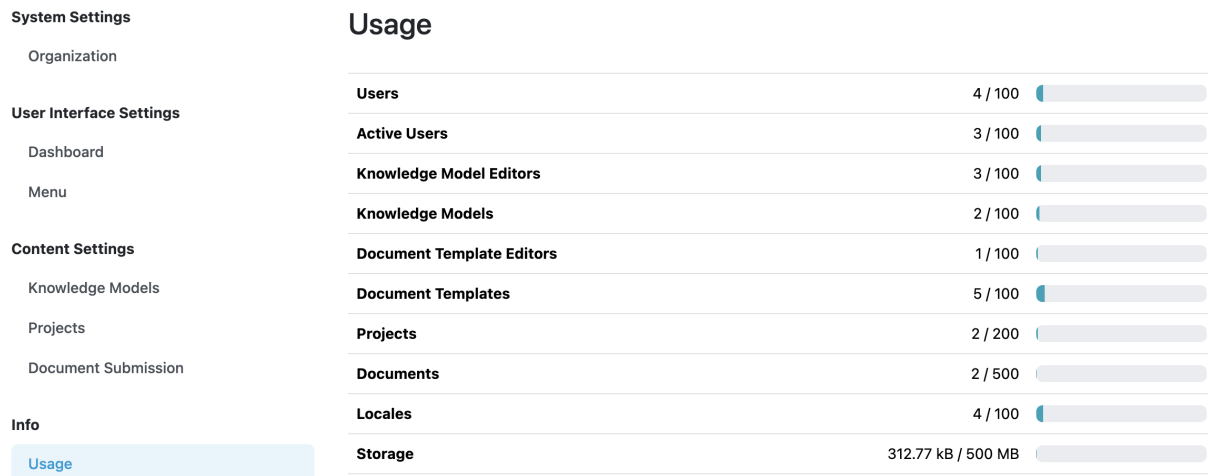 System Settings
Organization
User Interface Settings
Dashboard
Menu
Content Settings
Knowledge Models
Projects
Document Submission
Info
Usage
Usage
Users 4 / 100
Active Users 3 / 100
Knowledge Model Editors 3 / 100
Knowledge Models 2 / 100
Document Template Editors 1 / 100
Document Templates 5 / 100
Projects 2 / 200
Documents 2 / 500
Locales 4 / 100
Storage 312.77 kB / 500 MB